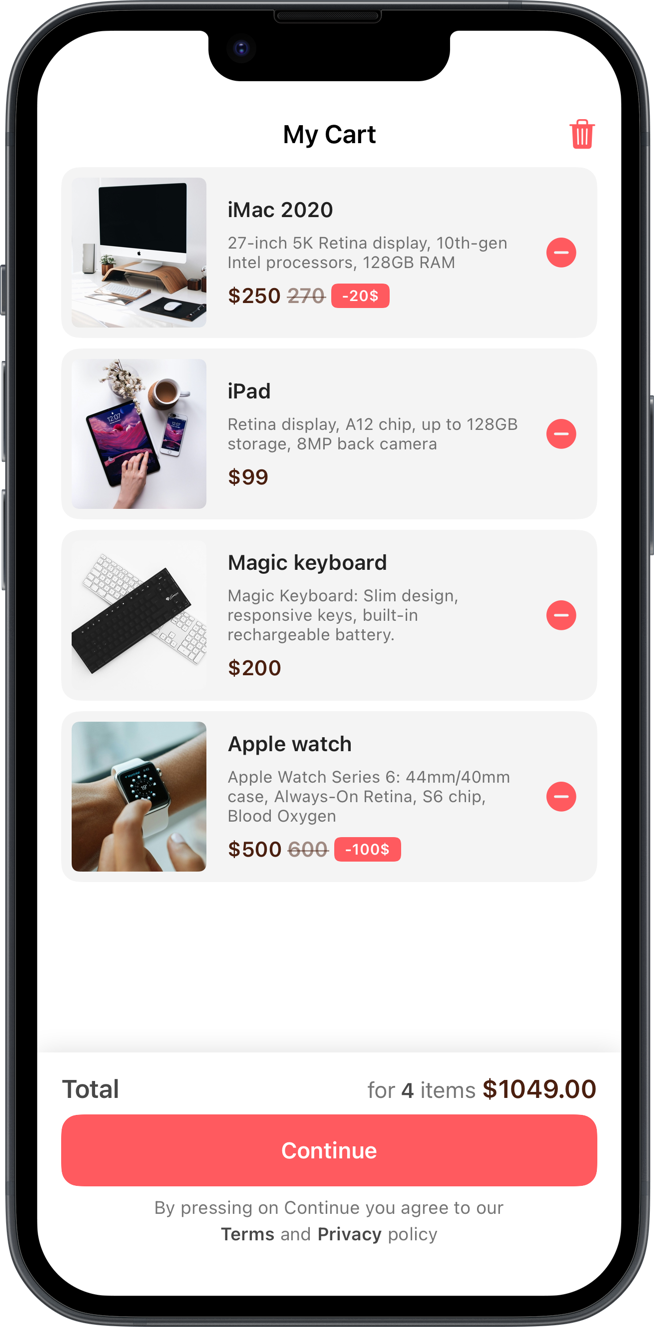 My Cart
iMac 2020
27-inch 5K Retina display, 10th-gen
Intel processors, 128GB RAM
$250 270 -20$
iPad
Retina display, A12 chip, up to 128GB
storage, 8MP back camera
$99
Magic keyboard
Magic Keyboard: Slim design,
responsive keys, built-in
rechargeable battery.
$200
Apple watch
Apple Watch Series 6: 44mm/40mm
case, Always-On Retina, S6 chip,
Blood Oxygen
$500 600 -100$
Total for 4 items $1049.00
Continue
By pressing on Continue you agree to our
Terms and Privacy policy